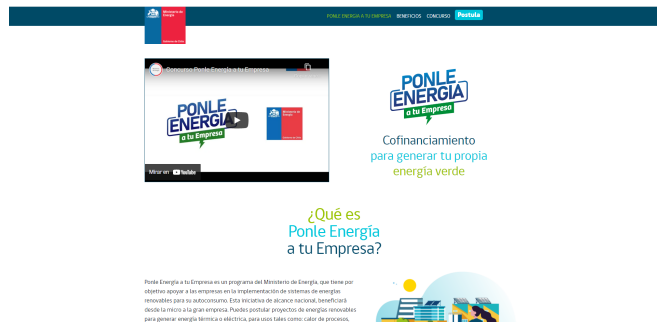 Ministerio de Energía
Gobierno de Chile
PONLE ENERGÍA A TU EMPRESA BENEFICIOS CONCURSO Postula
Concurso Ponle Energía a tu Empresa
PONLE
ENERGÍA
a tu Empresa
Ministerio de Energía
Mirar en YouTube
PONLE
ENERGÍA
a tu Empresa
Cofinanciamiento
para generar tu propia
energía verde
¿Qué es
Ponle Energía
a tu Empresa?
Ponle Energía a tu Empresa es un programa del Ministerio de Energía, que tiene por
objetivo apoyar a las empresas en la implementación de sistemas de energías
renovables para su autoconsumo. Esta iniciativa de alcance nacional, beneficiará
desde la micro a la gran empresa. Puedes postular proyectos de energías renovables
para generar energía térmica o eléctrica, para usos tales como: calor de procesos,